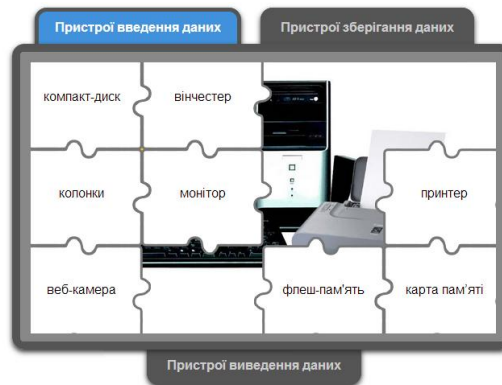 Пристрої введення даних
Пристрої зберігання даних
компакт-диск
вінчестер
колонки
монітор
принтер
веб-камера
флеш-пам'ять
карта пам'яті
Пристрої виведення даних